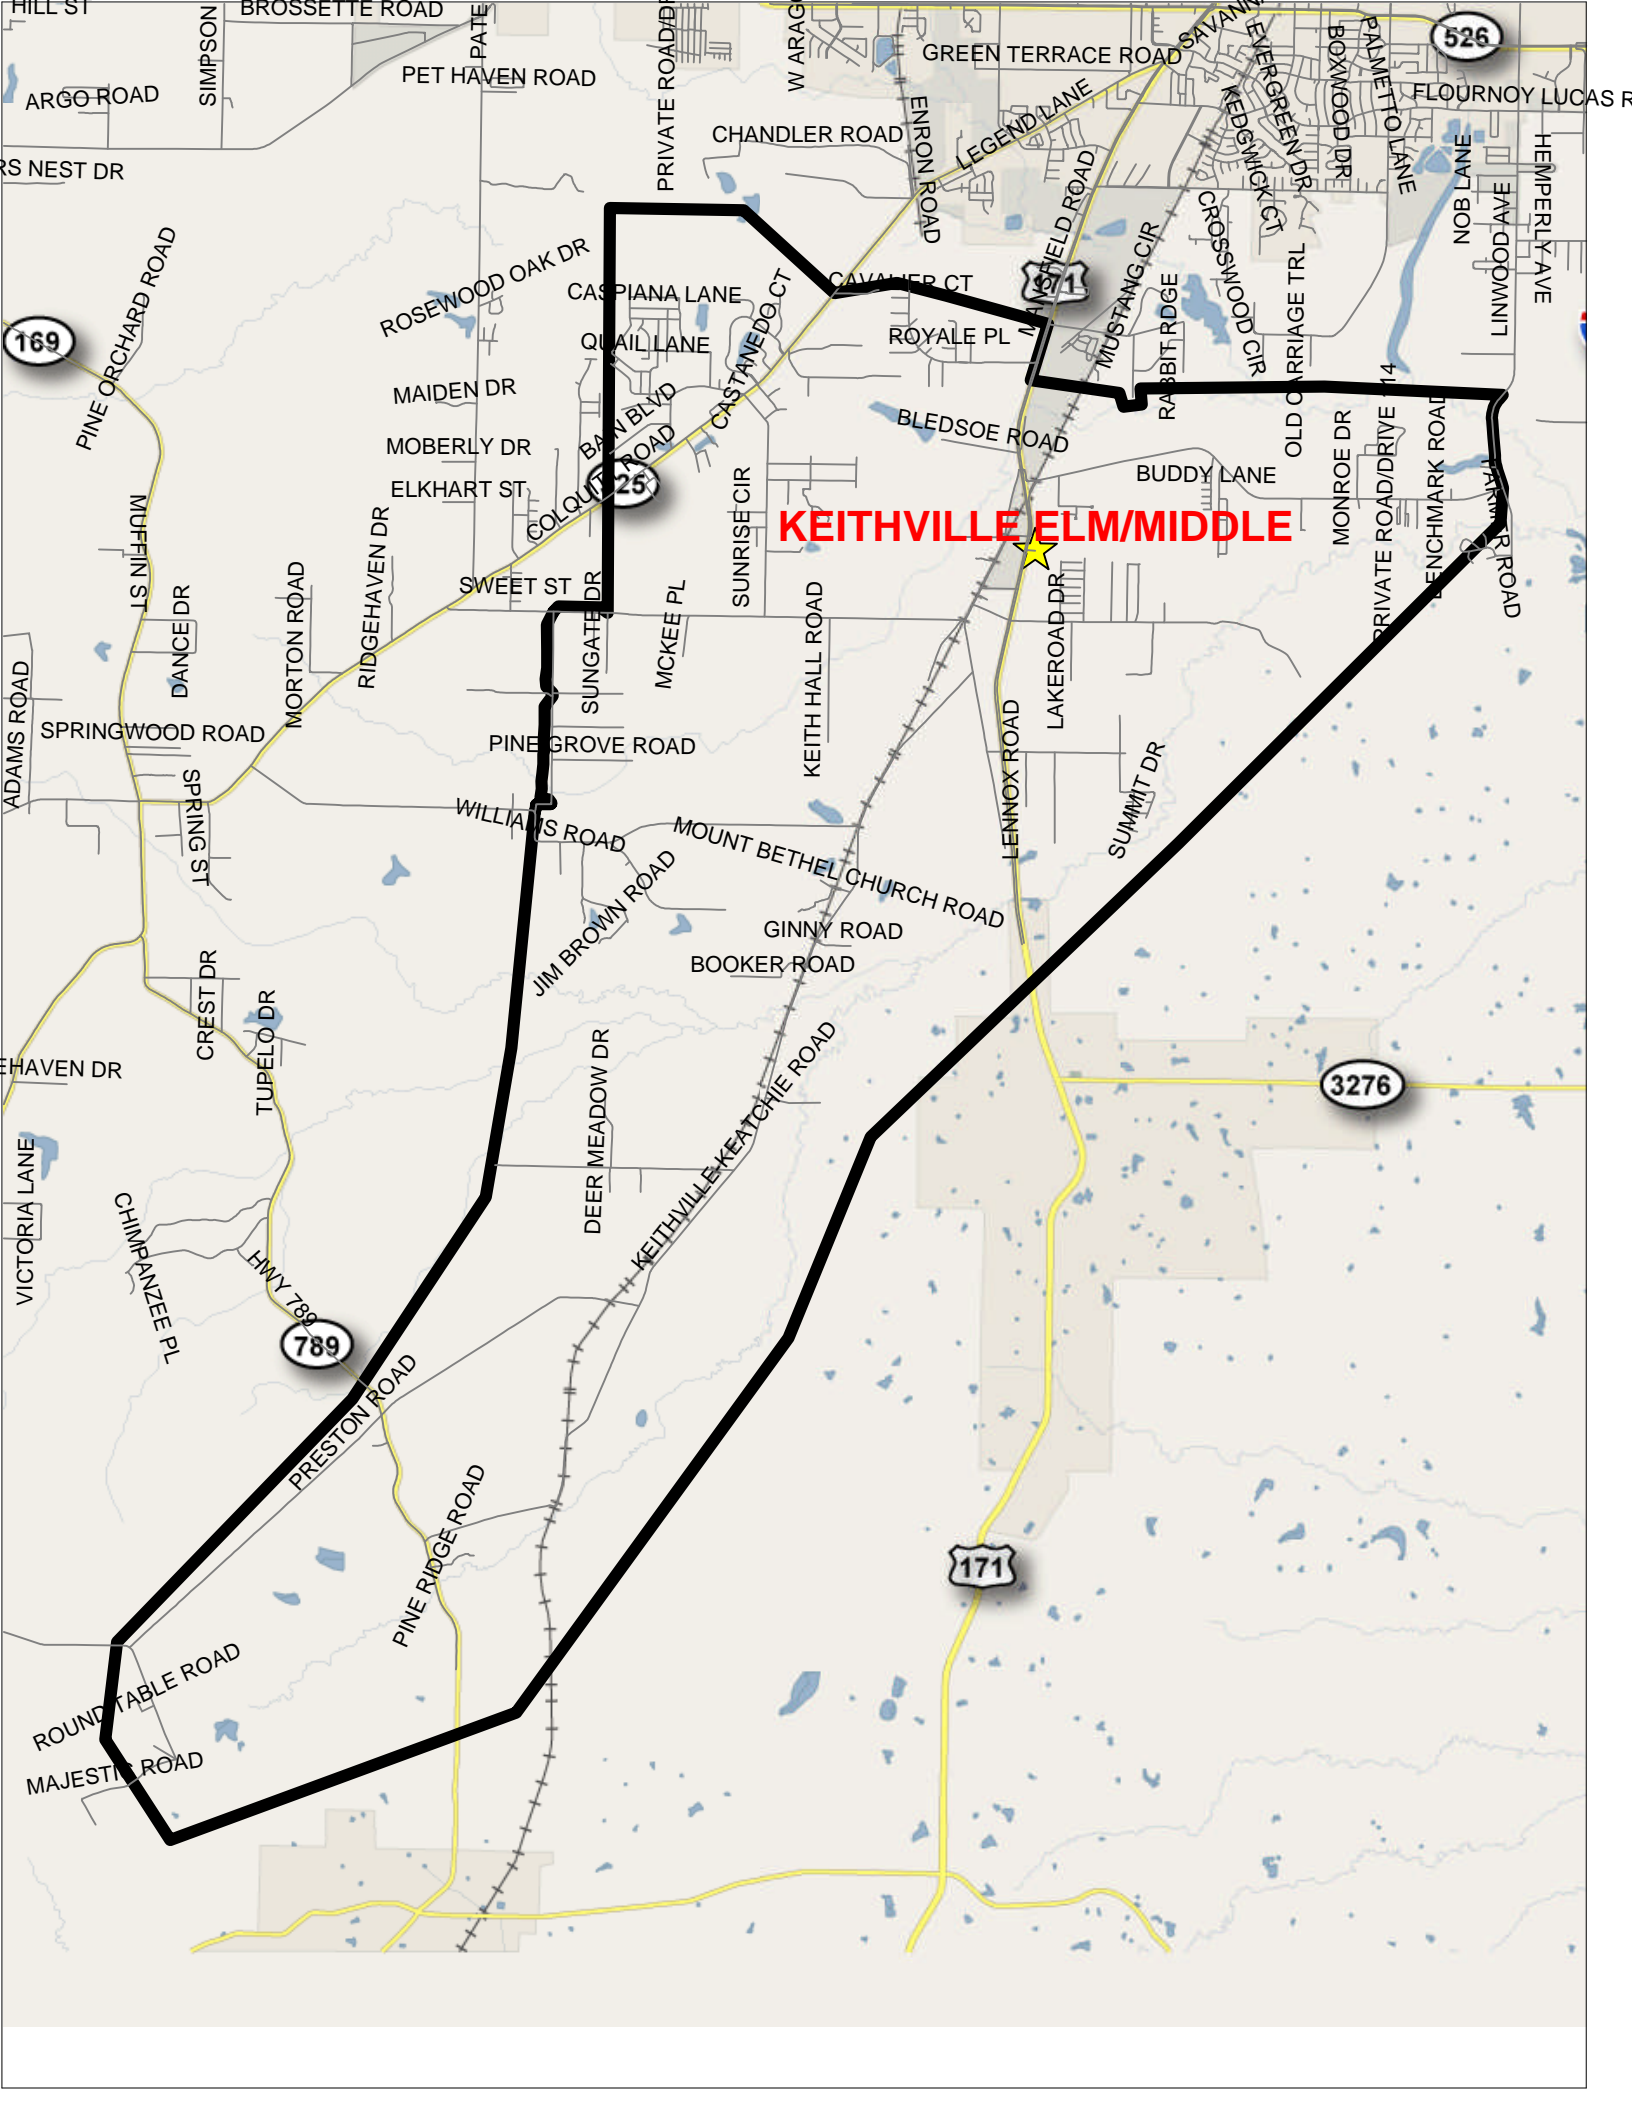 HILL ST
BROSSETTE ROAD
SIMPSON
PATE
PRIVATE ROAD/DR
W ARAGO
GREEN TERRACE ROAD
SAVANNA
EVERGREEN DR
BOXWOOD DR
PALMETTO LANE
526
PET HAVEN ROAD
ARGO ROAD
FLOURNOY LUCAS R
LEGEND LANE
ENRON ROAD
CHANDLER ROAD
KEDGWICK CT
RS NEST DR
NOB LANE
HEMPERLY AVE
LINWOOD AVE
MANSFIELD ROAD
CROSSWOOD CIR
MUSTANG CIR
OLD CARRIAGE TRL
RABBIT RDGE
PINE ORCHARD ROAD
ROSEWOOD OAK DR
CASPIANA LANE
CASTANEDO CT
CAVALIER CT
171
169
QUAIL LANE
ROYALE PL
MAIDEN DR
BAIN BLVD
BLEDSOE ROAD
MOBERLY DR
COLQUITT ROAD
25
ELKHART ST
BUDDY LANE
MONROE DR
PRIVATE ROAD/DRIVE 414
BENCHMARK ROAD
PARMER ROAD
MUFFIN ST
RIDGEHAVEN DR
SUNRISE CIR
KEITHVILLE ELM/MIDDLE
SWEET ST
DANCE DR
MORTON ROAD
SUNGATE DR
MCKEE PL
KEITH HALL ROAD
LAKEROAD DR
ADAMS ROAD
SPRINGWOOD ROAD
PINE GROVE ROAD
LENNOX ROAD
SUMMIT DR
SPRING ST
WILLIAMS ROAD
MOUNT BETHEL CHURCH ROAD
JIM BROWN ROAD
GINNY ROAD
BOOKER ROAD
CREST DR
TUPELO DR
EHAVEN DR
DEER MEADOW DR
KEITHVILLE-KEATCHIE ROAD
3276
VICTORIA LANE
CHIMPANZEE PL
HWY 789
789
PRESTON ROAD
PINE RIDGE ROAD
171
ROUND TABLE ROAD
MAJESTIC ROAD